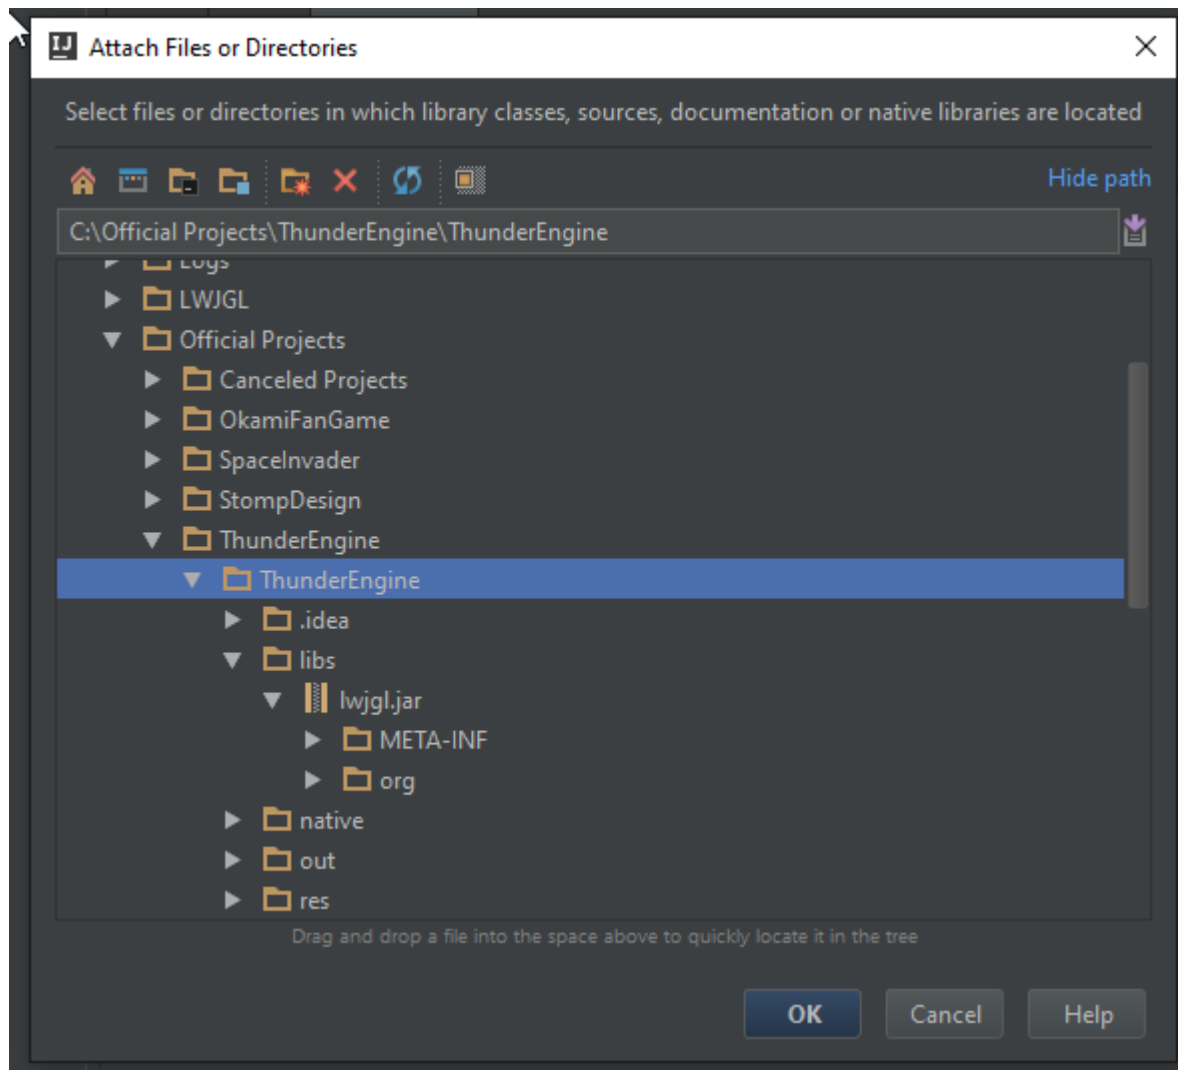 IJ
Attach Files or Directories
Select files or directories in which library classes, sources, documentation or native libraries are located
Hide path
C:\Official Projects\ThunderEngine\ThunderEngine
Logs
LWJGL
Official Projects
Canceled Projects
OkamiFanGame
SpaceInvader
StompDesign
ThunderEngine
ThunderEngine
.idea
libs
lwjgl.jar
META-INF
org
native
out
res
Drag and drop a file into the space above to quickly locate it in the tree
OK Cancel Help